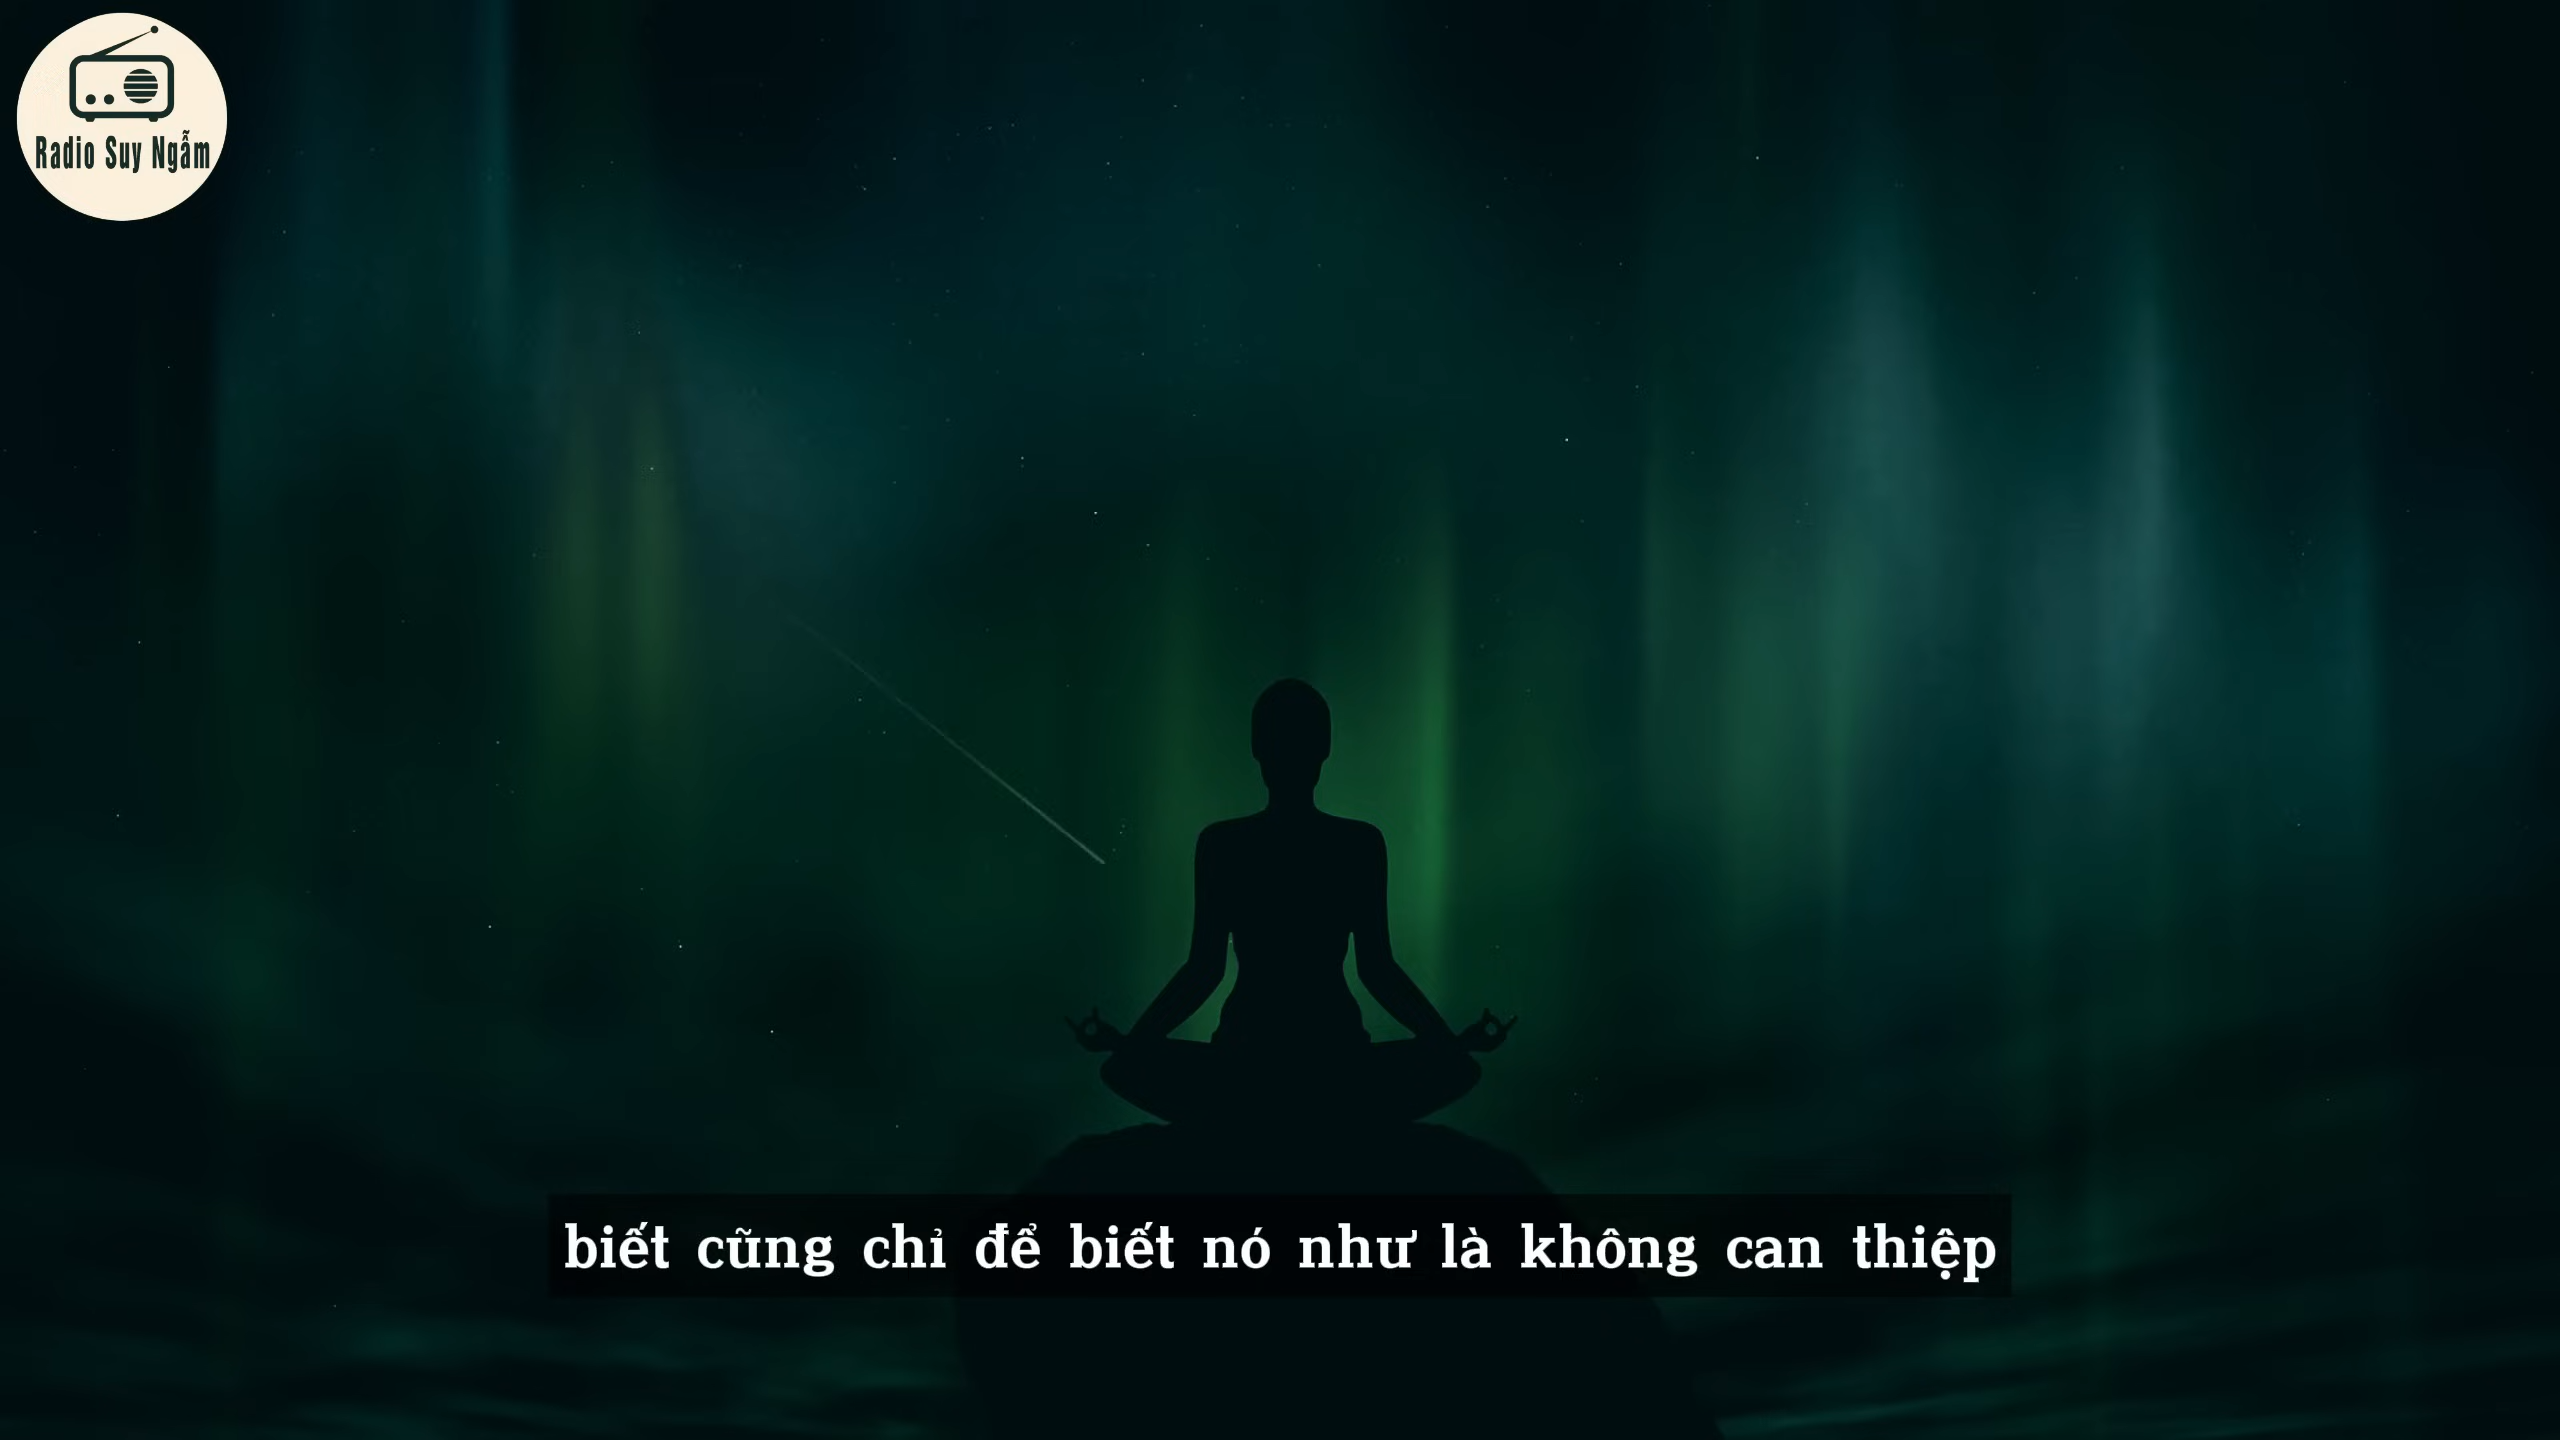 Radio Suy Ngẫm
biết cũng chỉ để biết nó như là không can thiệp